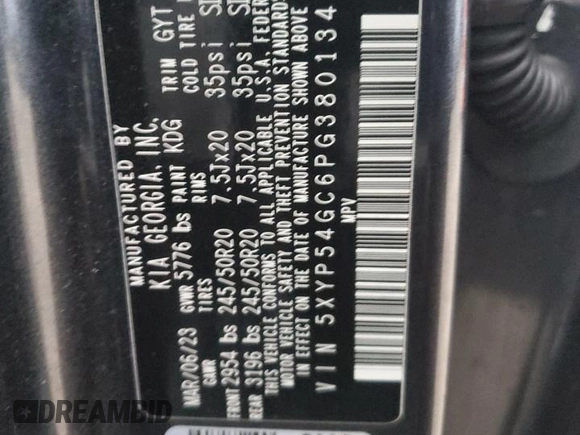 MANUFACTURED BY
KIA GEORGIA, INC.
MAR/06/23 GVWR 5776 lbs PAINT KDG TRIM GYT
GAWR TIRES RIMS COLD TIRE
FRONT 2954 lbs 245/50R20 7.5Jx20 35psi
REAR 3196 lbs 245/50R20 7.5Jx20 35psi
THIS VEHICLE CONFORMS TO ALL APPLICABLE U.S.A. FEDER
MOTOR VEHICLE SAFETY AND THEFT PREVENTION STANDARD
IN EFFECT ON THE DATE OF MANUFACTURE SHOWN ABOVE
VIN 5XYP54GC6PG380134
MPV
DREAMBID